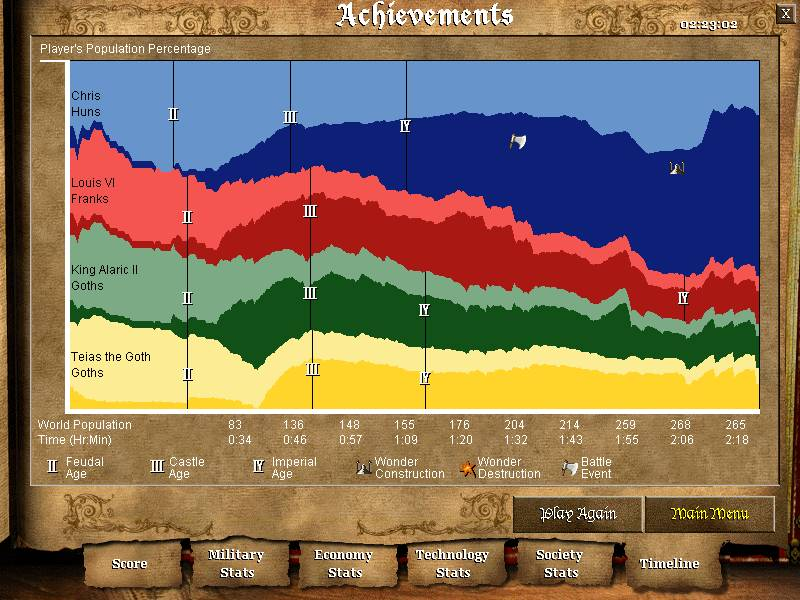 Achievements
02:23:02
X
Player's Population Percentage
Chris
Huns
II
III
IV
Louis VI
Franks
II
III
IV
King Alaric II
Goths
II
III
IV
Teias the Goth
Goths
II
III
IV
World Population 83 136 148 155 176 204 214 259 268 265
Time (Hr:Min) 0:34 0:46 0:57 1:09 1:20 1:32 1:43 1:55 2:06 2:18
II Feudal Age
III Castle Age
IV Imperial Age
Wonder Construction
Wonder Destruction
Battle Event
Play Again
Main Menu
Score
Military Stats
Economy Stats
Technology Stats
Society Stats
Timeline